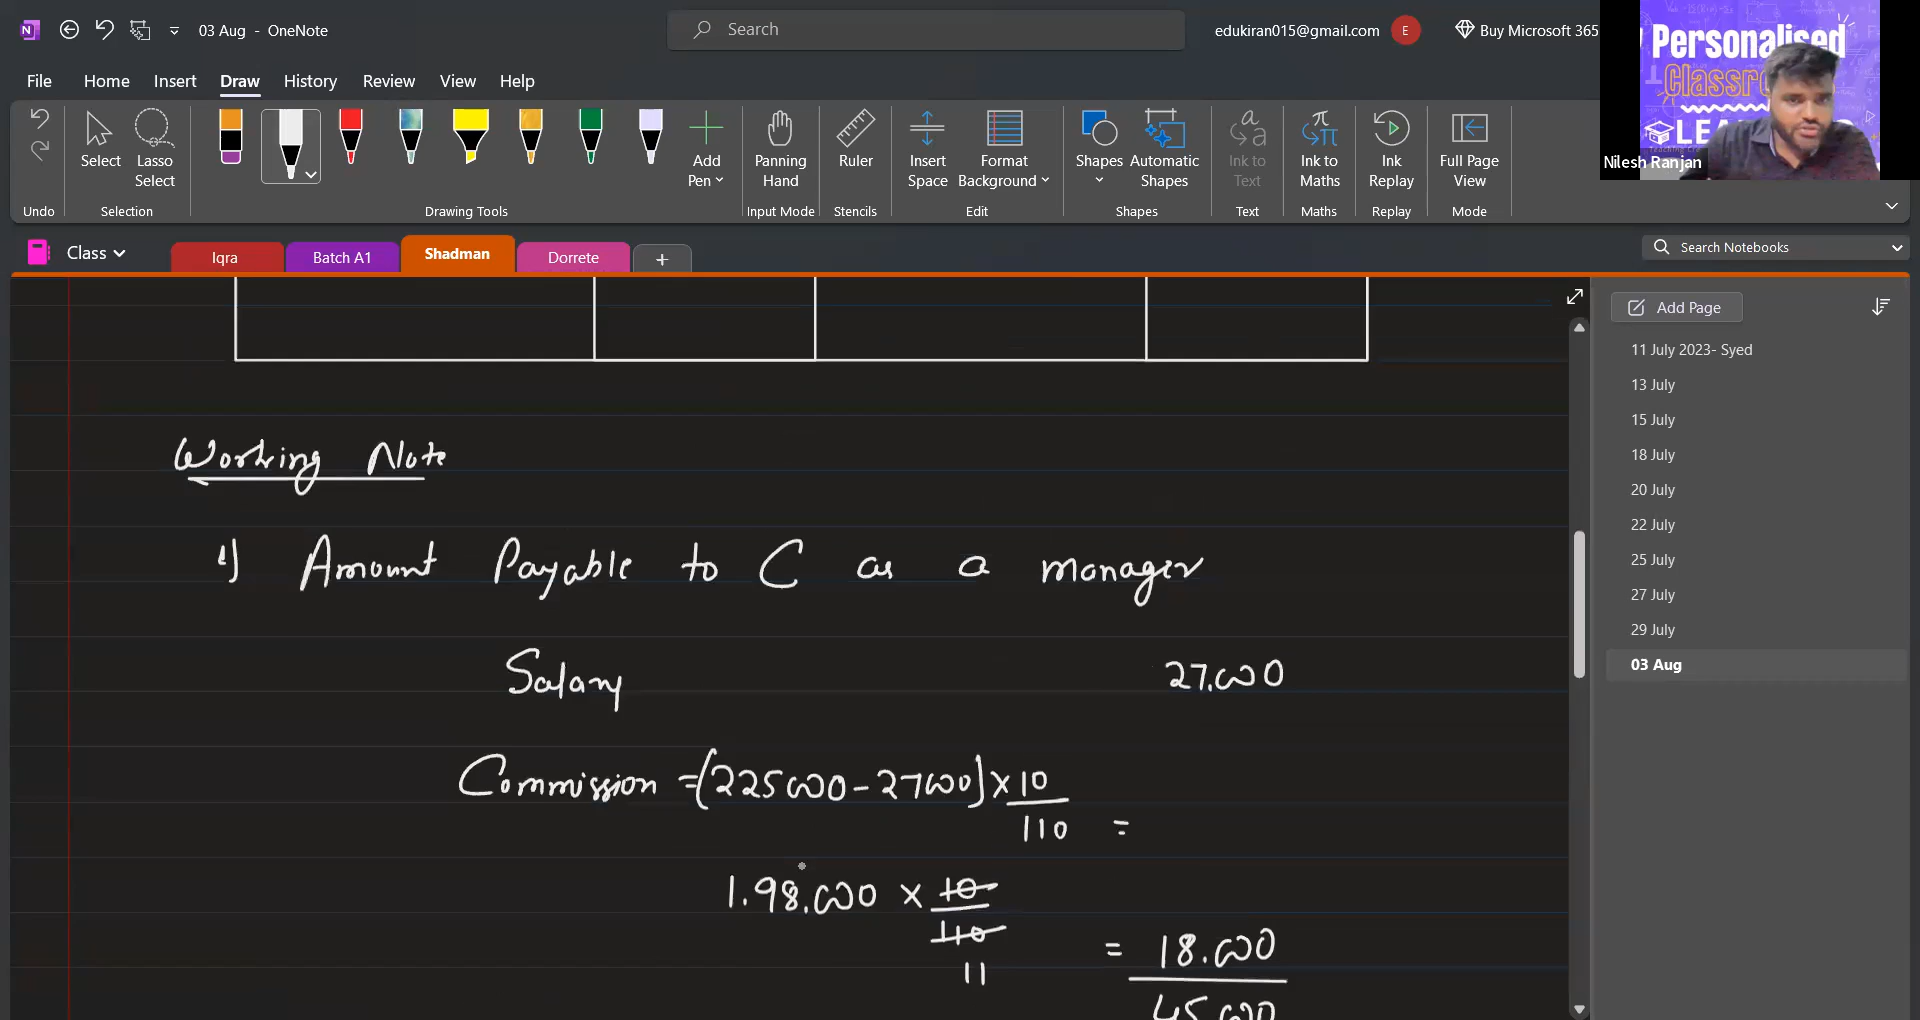 03 Aug - OneNote
Search
edukiran015@gmail.com
E
Buy Microsoft 365
File Home Insert Draw History Review View Help
Select
Lasso Select
Add Pen
Panning Hand
Ruler
Insert Space
Format Background
Shapes
Automatic Shapes
Ink to Text
Ink to Maths
Ink Replay
Full Page View
Undo Selection Drawing Tools Input Mode Stencils Edit Shapes Text Maths Replay Mode
Personalised
LEA
Nilesh Ranjan
Class
Iqra
Batch A1
Shadman
Dorrete
+
Search Notebooks
Add Page
11 July 2023- Syed
13 July
15 July
18 July
20 July
22 July
25 July
27 July
29 July
03 Aug
Working Note
1) Amount Payable to C as a manager
Salary 27.000
Commission =(225000-27000) x 10/110 =
1.98.000 x 10/110
11
= 18.000
45000